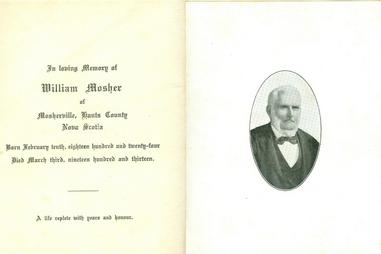 In loving Memory of
William Mosher
of
Mosherville, Hants County
Nova Scotia
Born February tenth, eighteen hundred and twenty-four
Died March third, nineteen hundred and thirteen.
A life replete with years and honour.